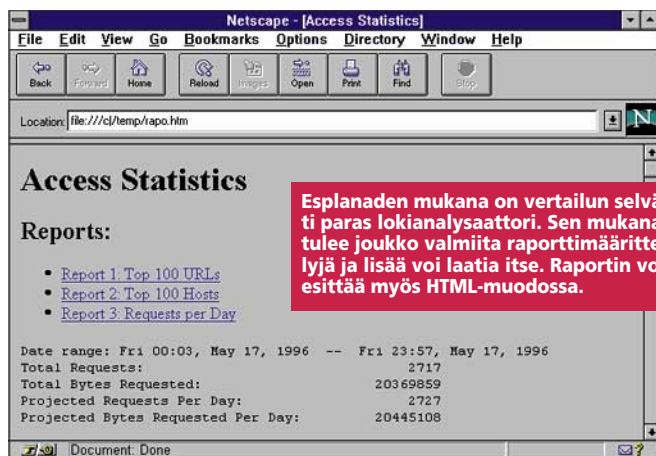 Netscape - [Access Statistics]
File Edit View Go Bookmarks Options Directory Window Help
Back Forward Home Reload Images Open Print Find Stop
Location: file:///c|/temp/rapo.htm
N
Access Statistics
Reports:
Report 1: Top 100 URLs
Report 2: Top 100 Hosts
Report 3: Requests per Day
Esplanaden mukana on vertailun selvä
ti paras lokianalysaattori. Sen mukana
tulee joukko valmiita raporttimääritte
lyjä ja lisää voi laatia itse. Raportin vo
esittää myös HTML-muodossa.
Date range: Fri 00:03, May 17, 1996 -- Fri 23:57, May 17, 1996
Total Requests: 2717
Total Bytes Requested: 20369859
Projected Requests Per Day: 2727
Projected Bytes Requested Per Day: 20445108
Document: Done